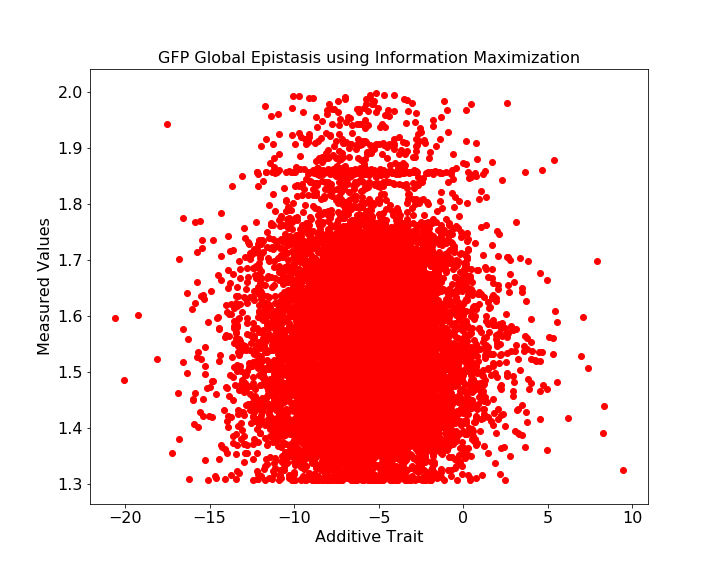 GFP Global Epistasis using Information Maximization
Measured Values
2.0
1.9
1.8
1.7
1.6
1.5
1.4
1.3
−20 −15 −10 −5 0 5 10
Additive Trait